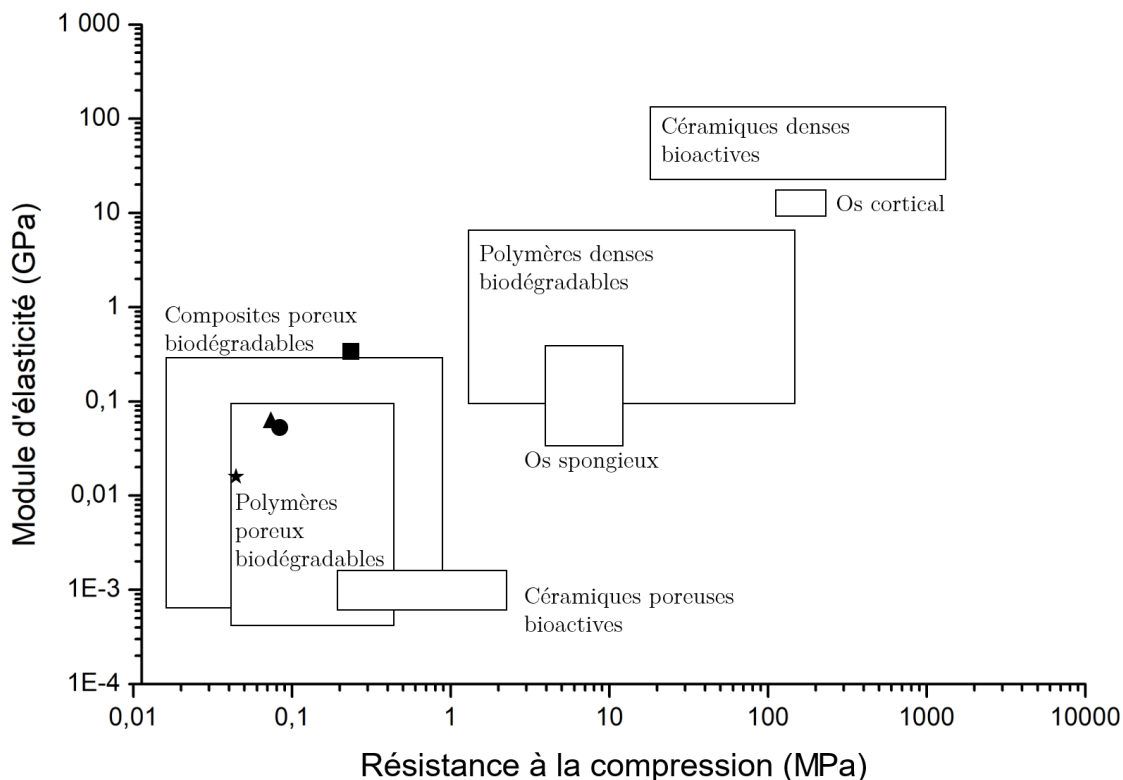 1 000
100
10
1
0,1
0,01
1E-3
1E-4
Module d'élasticité (GPa)
Céramiques denses
bioactives
Os cortical
Polymères denses
biodégradables
Composites poreux
biodégradables
Os spongieux
Polymères
poreux
biodégradables
Céramiques poreuses
bioactives
0,01
0,1
1
10
100
1000
10000
Résistance à la compression (MPa)